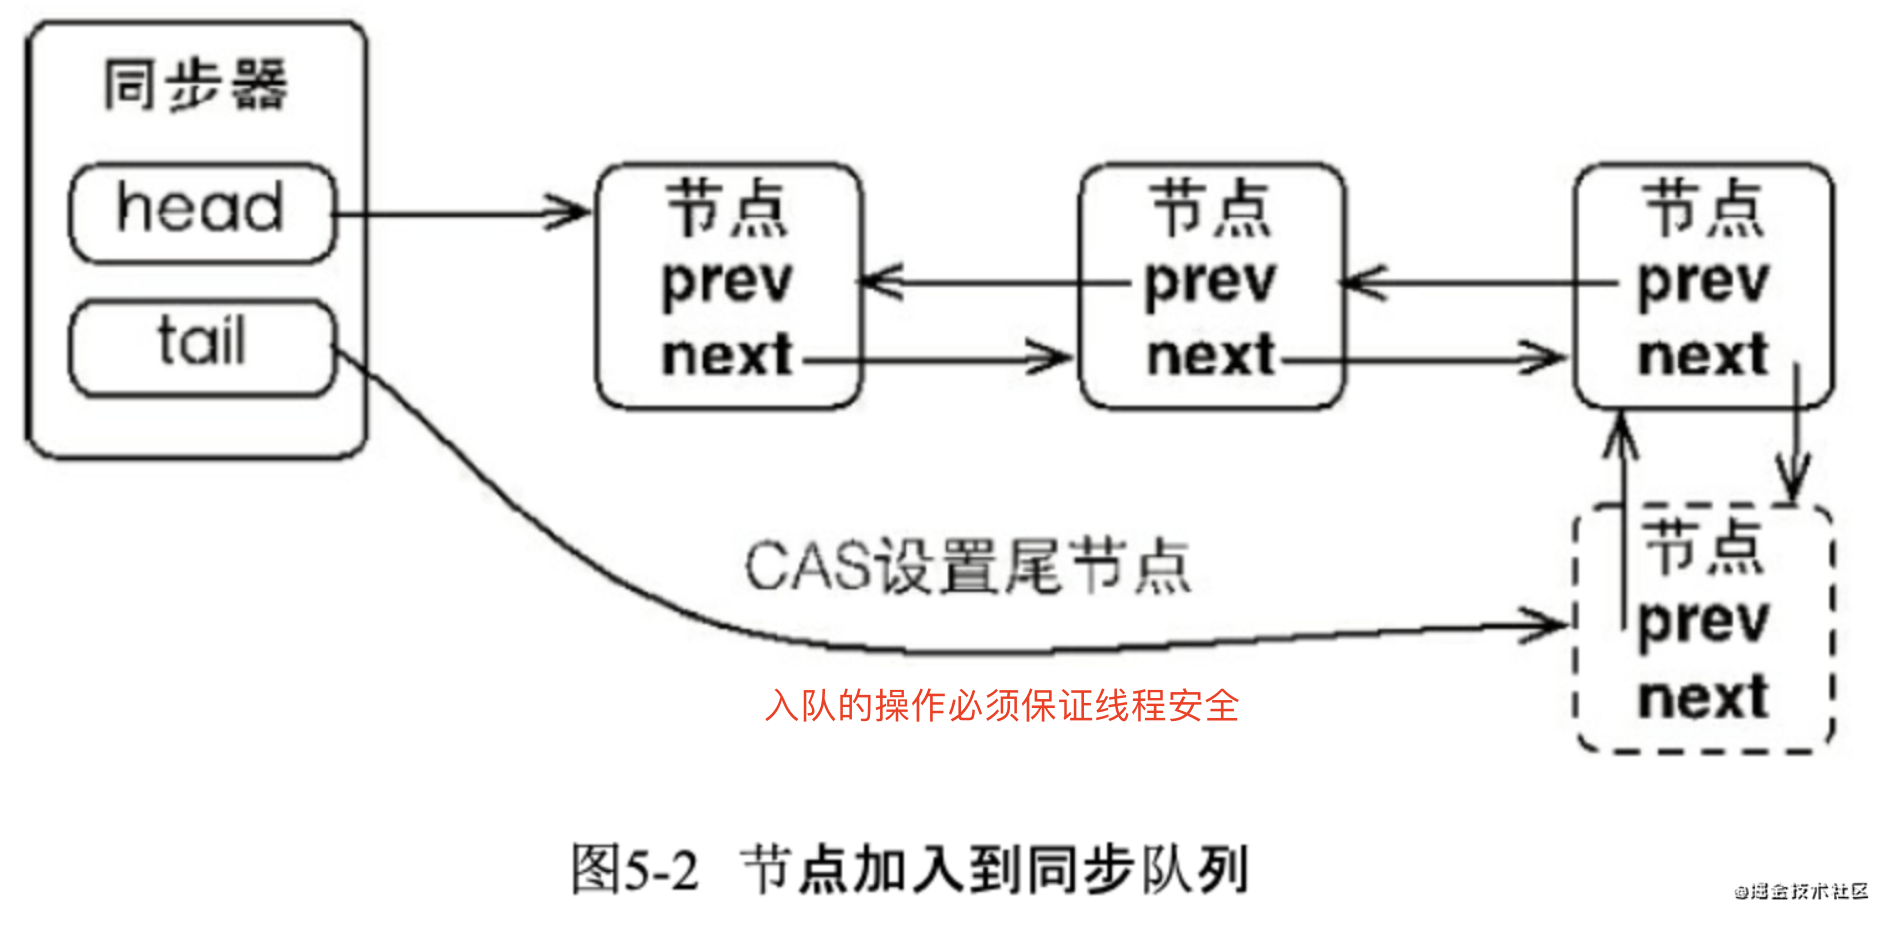 同步器
head
tail
节点
prev
next
节点
prev
next
节点
prev
next
节点
prev
next
CAS设置尾节点
入队的操作必须保证线程安全
图5-2 节点加入到同步队列
@掘金技术社区